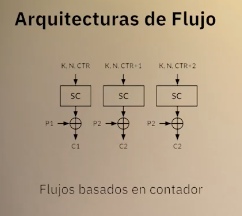 Arquitecturas de Flujo
K, N, CTR K, N, CTR+1 K, N, CTR+2
SC SC SC
P1 P2 P2
C1 C2 C2
Flujos basados en contador